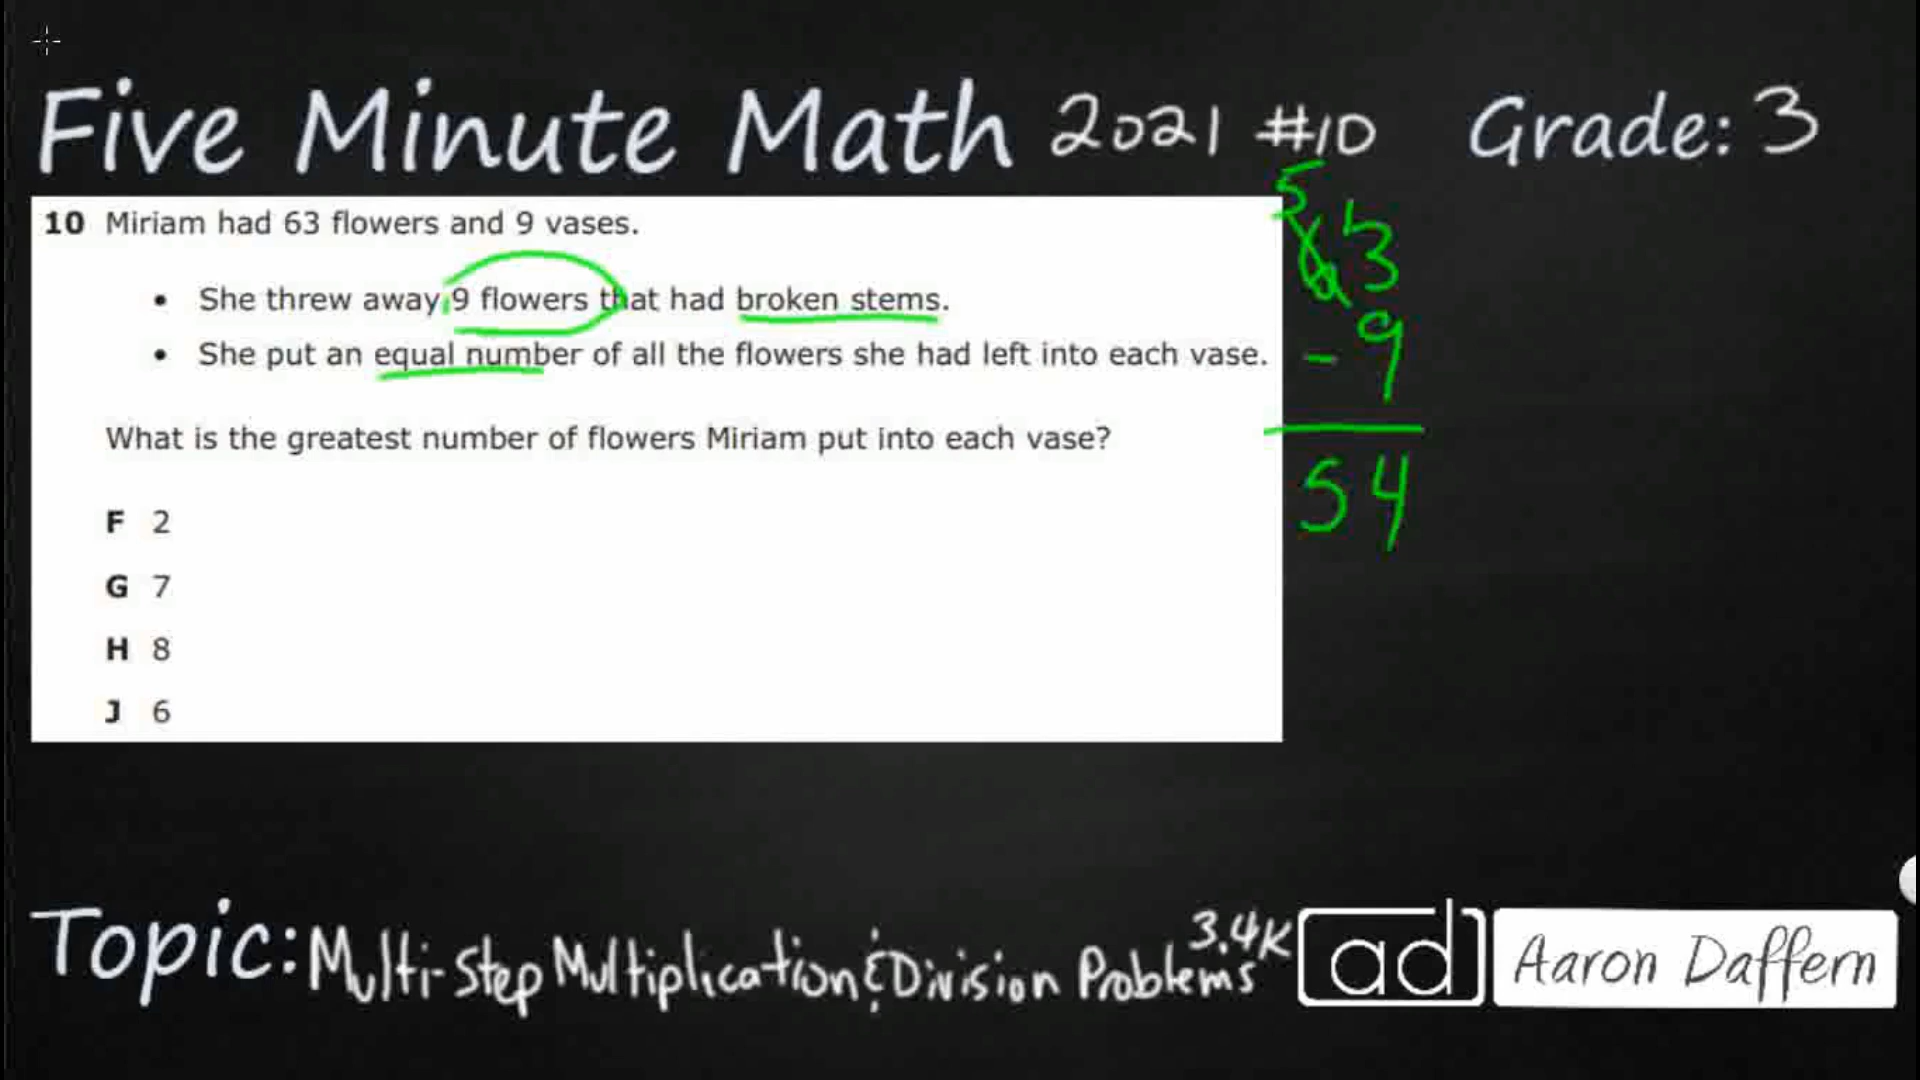 Five Minute Math 2021 #10 Grade: 3
10 Miriam had 63 flowers and 9 vases.
• She threw away 9 flowers that had broken stems.
• She put an equal number of all the flowers she had left into each vase.
What is the greatest number of flowers Miriam put into each vase?
F 2
G 7
H 8
J 6
5 1
63
- 9
54
Topic: Multi-Step Multiplication & Division Problems 3.4K
ad Aaron Daffern